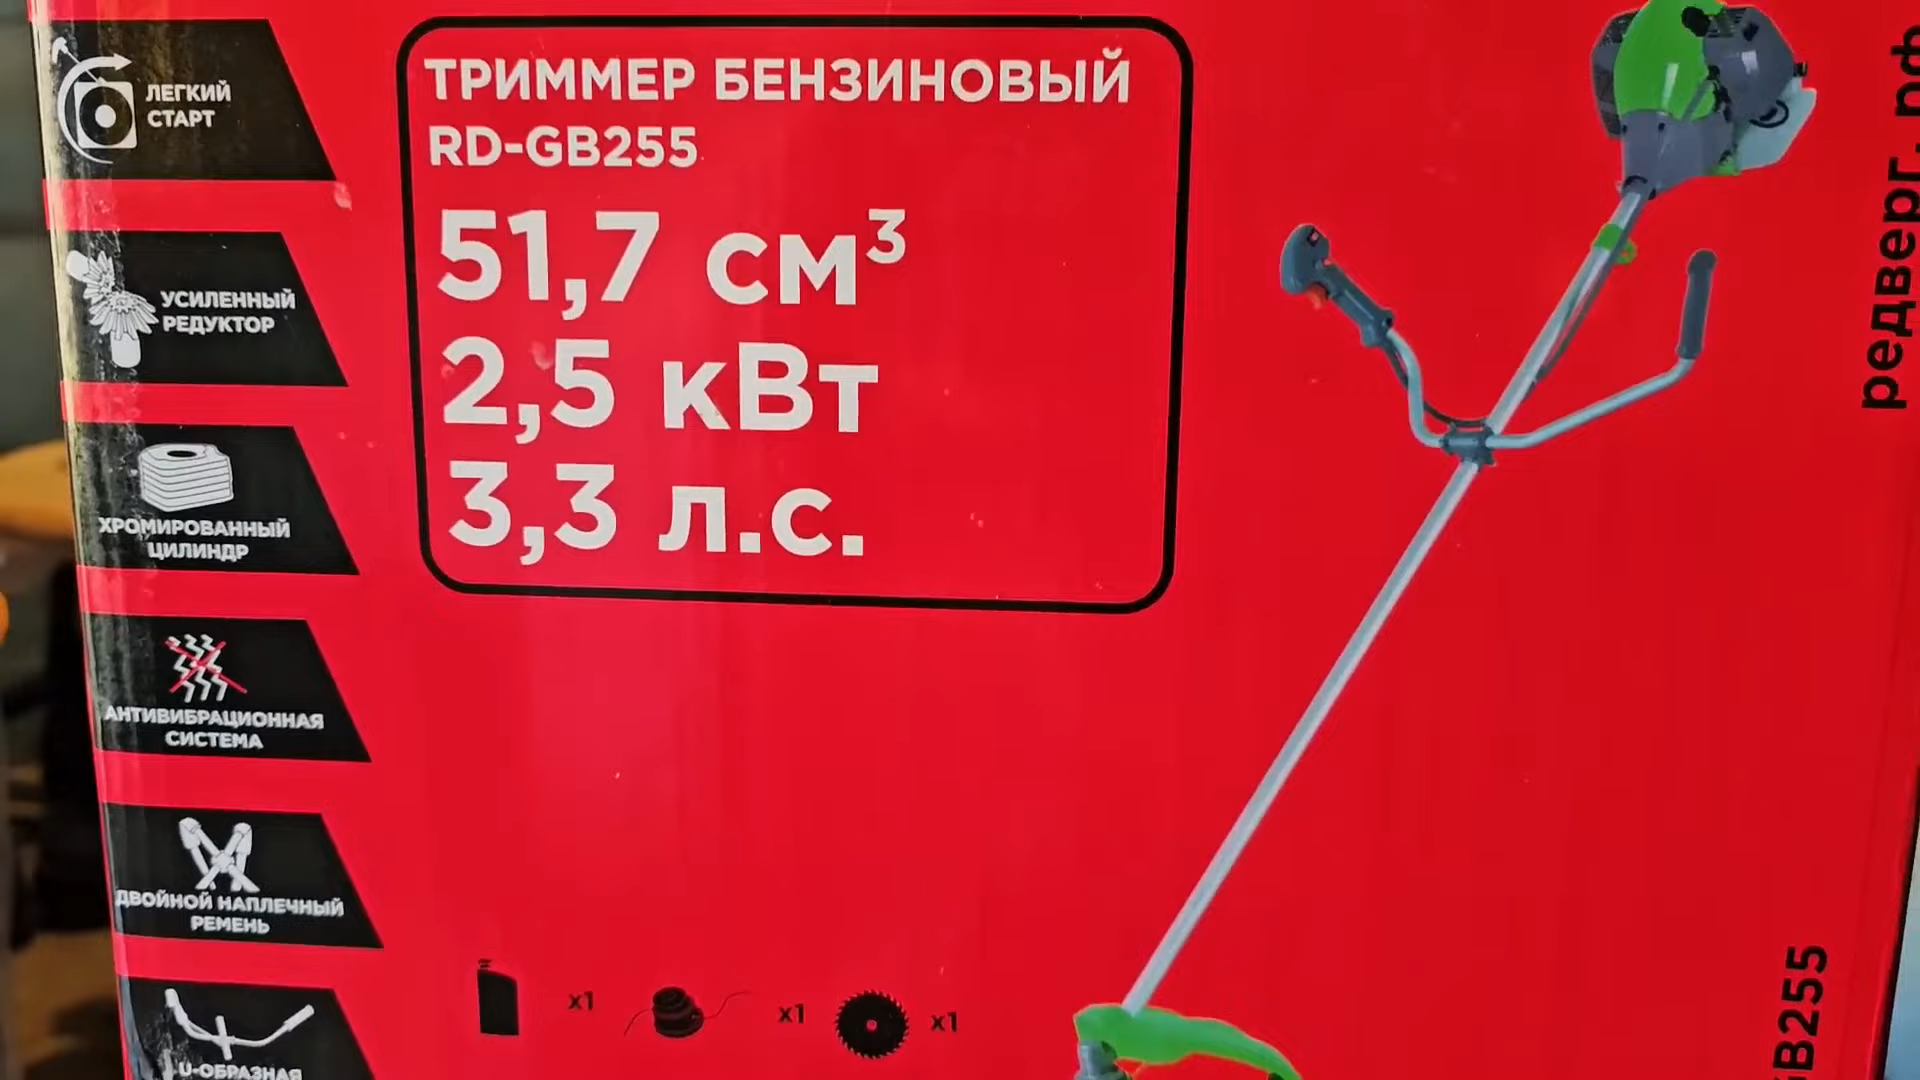 ЛЕГКИЙ
СТАРТ
УСИЛЕННЫЙ
РЕДУКТОР
ХРОМИРОВАННЫЙ
ЦИЛИНДР
АНТИВИБРАЦИОННАЯ
СИСТЕМА
ДВОЙНОЙ НАПЛЕЧНЫЙ
РЕМЕНЬ
U-ОБРАЗНАЯ
ТРИММЕР БЕНЗИНОВЫЙ
RD-GB255
51,7 см³
2,5 кВт
3,3 л.с.
x1
x1
x1
редверг.рф
GB255